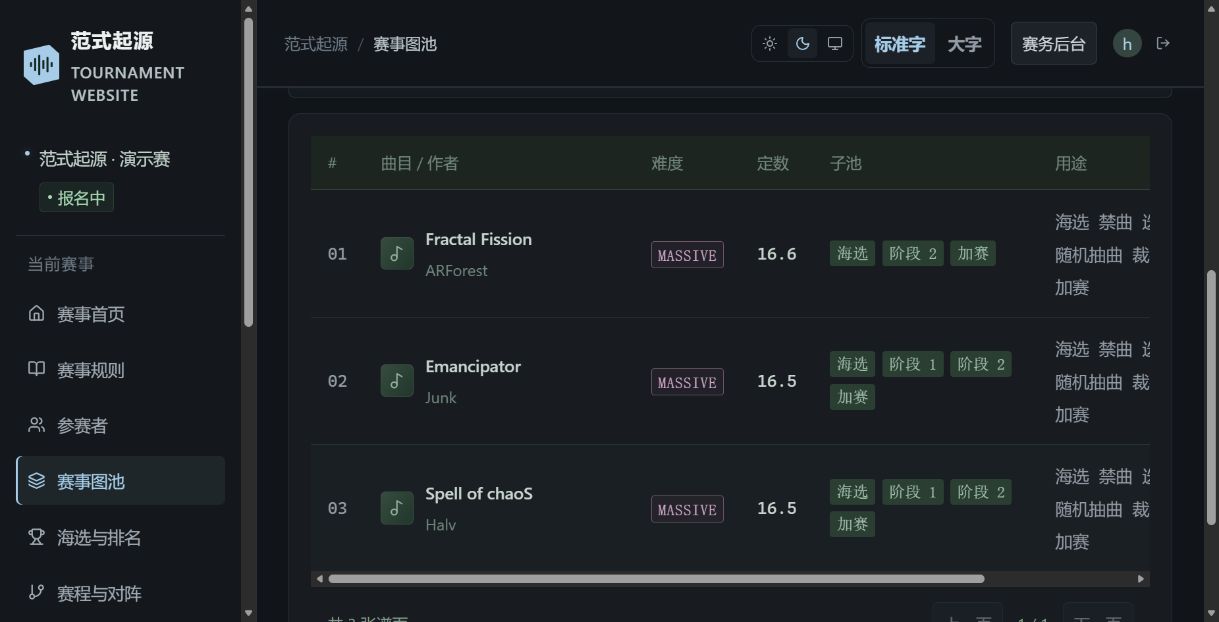 范式起源
TOURNAMENT
WEBSITE
范式起源 · 演示赛
• 报名中
当前赛事
赛事首页
赛事规则
参赛者
赛事图池
海选与排名
赛程与对阵
范式起源 / 赛事图池
标准字 大字
赛务后台
h
# 曲目 / 作者 难度 定数 子池 用途
01 Fractal Fission
ARForest
MASSIVE 16.6 海选 阶段 2 加赛
海选 禁曲
随机抽曲 裁
加赛
02 Emancipator
Junk
MASSIVE 16.5 海选 阶段 1 阶段 2
加赛
海选 禁曲
随机抽曲 裁
加赛
03 Spell of chaoS
Halv
MASSIVE 16.5 海选 阶段 1 阶段 2
加赛
海选 禁曲
随机抽曲 裁
加赛